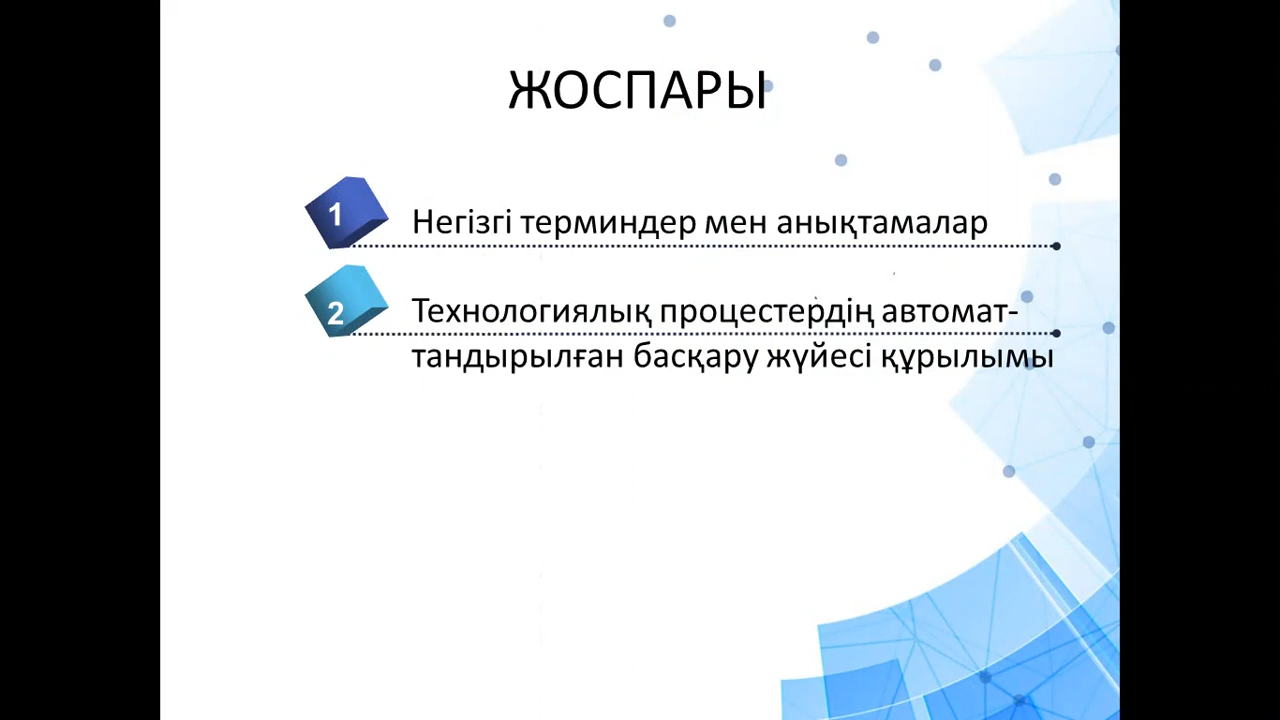 ЖОСПАРЫ
1 Негізгі терминдер мен анықтамалар
2 Технологиялық процестердің автомат-
тандырылған басқару жүйесі құрылымы